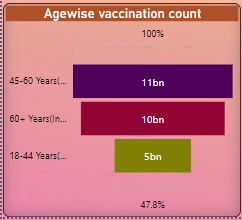 Agewise vaccination count
100%
45-60 Years(... 11bn
60+ Years(In... 10bn
18-44 Years(... 5bn
47.8%